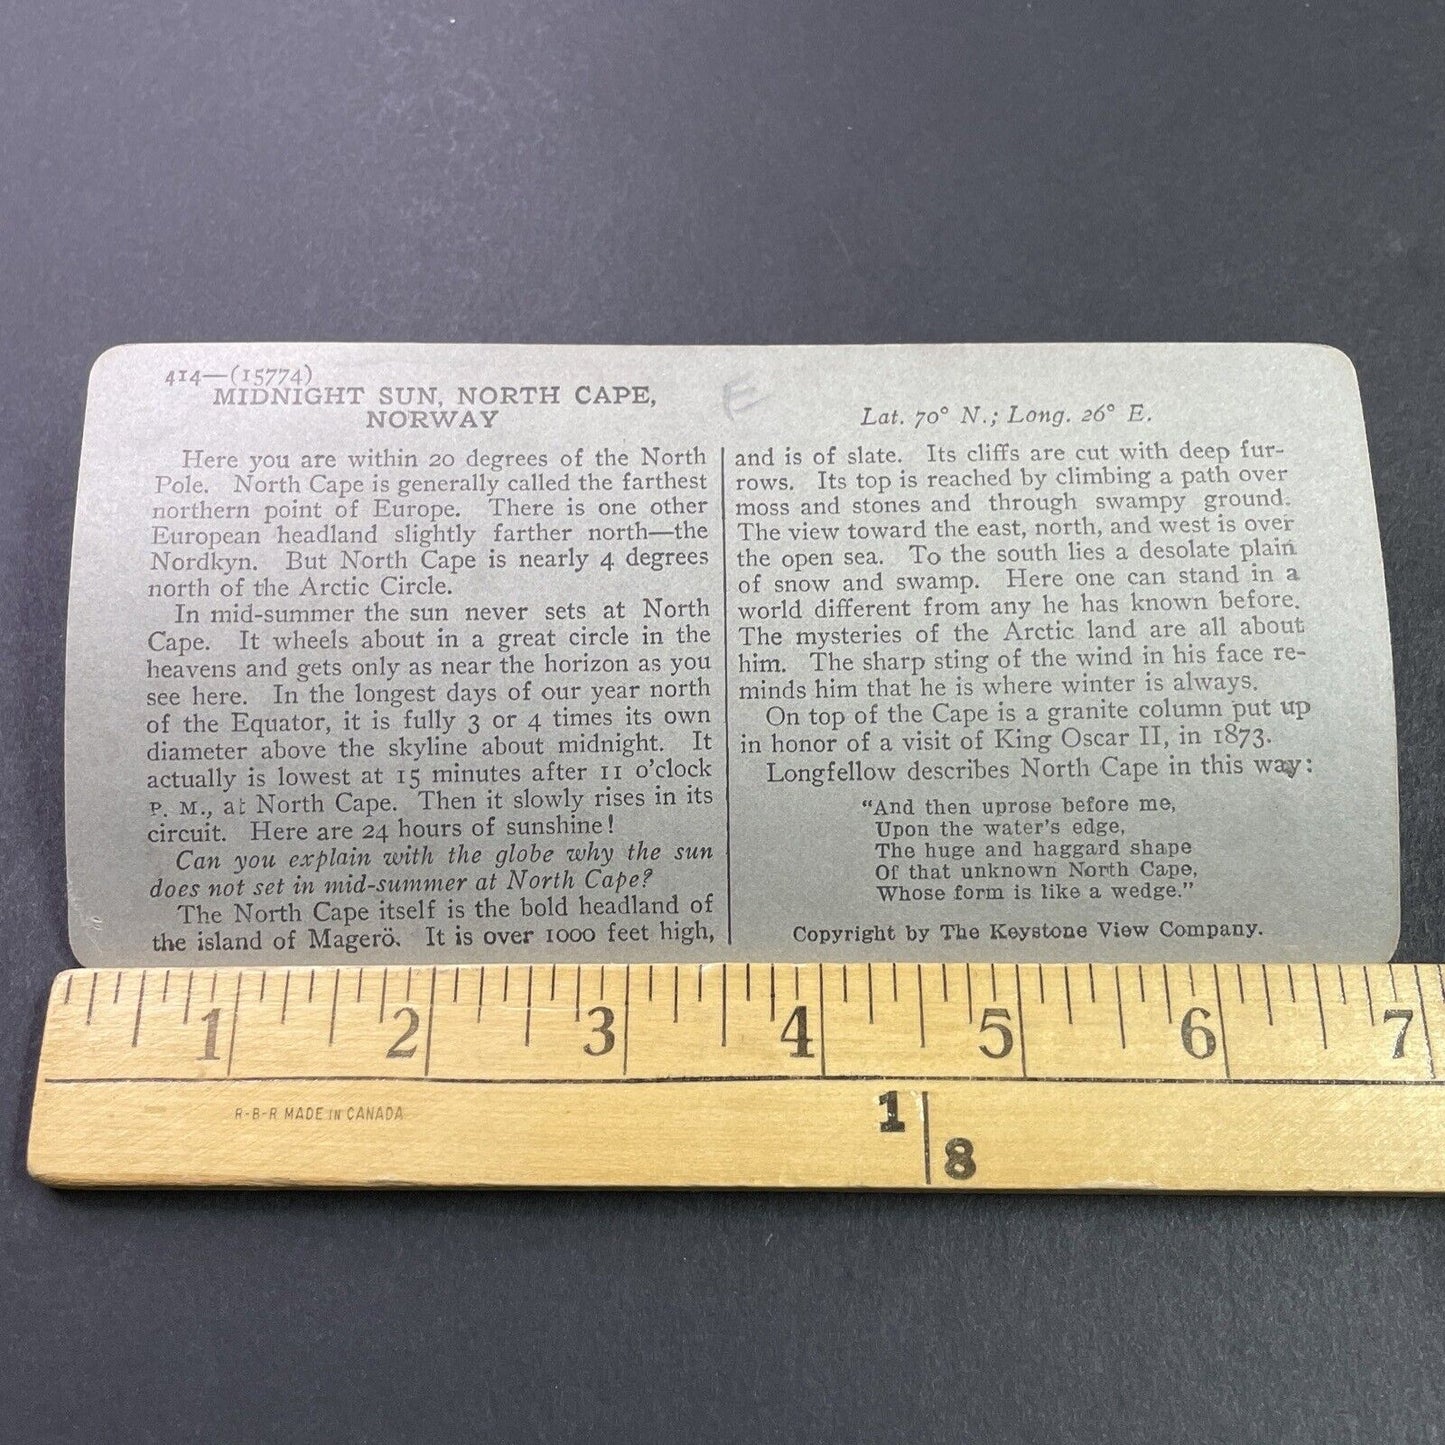 414—(15774)
MIDNIGHT SUN, NORTH CAPE,
NORWAY
Here you are within 20 degrees of the North
Pole. North Cape is generally called the farthest
northern point of Europe. There is one other
European headland slightly farther north—the
Nordkyn. But North Cape is nearly 4 degrees
north of the Arctic Circle.
In mid-summer the sun never sets at North
Cape. It wheels about in a great circle in the
heavens and gets only as near the horizon as you
see here. In the longest days of our year north
of the Equator, it is fully 3 or 4 times its own
diameter above the skyline about midnight. It
actually is lowest at 15 minutes after 11 o'clock
P. M., at North Cape. Then it slowly rises in its
circuit. Here are 24 hours of sunshine!
Can you explain with the globe why the sun
does not set in mid-summer at North Cape?
The North Cape itself is the bold headland of
the island of Magerö. It is over 1000 feet high,
E
Lat. 70° N.; Long. 26° E.
and is of slate. Its cliffs are cut with deep fur-
rows. Its top is reached by climbing a path over
moss and stones and through swampy ground.
The view toward the east, north, and west is over
the open sea. To the south lies a desolate plain
of snow and swamp. Here one can stand in a
world different from any he has known before.
The mysteries of the Arctic land are all about
him. The sharp sting of the wind in his face re-
minds him that he is where winter is always.
On top of the Cape is a granite column put up
in honor of a visit of King Oscar II, in 1873.
Longfellow describes North Cape in this way:
"And then uprose before me,
Upon the water's edge,
The huge and haggard shape
Of that unknown North Cape,
Whose form is like a wedge."
Copyright by The Keystone View Company.
1 2 3 4 5 6 7
R-B-R MADE IN CANADA
1
8